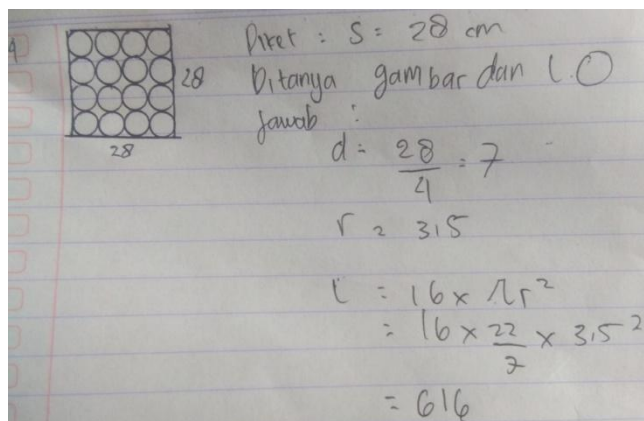 4
28
28
Diket : S = 28 cm
Ditanya gambar dan L.O
Jawab :
d = 28/4 = 7
r = 3,5
L = 16 x πr²
= 16 x 22/7 x 3,5²
= 616